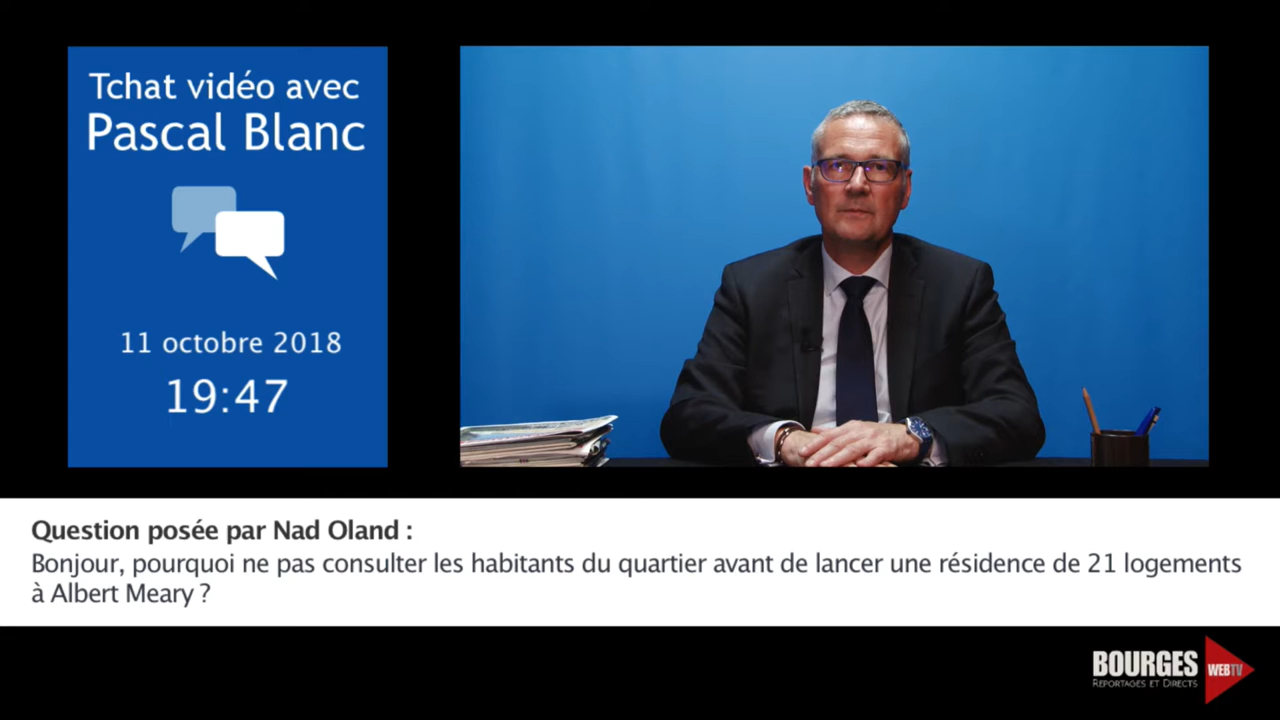 Tchat vidéo avec
Pascal Blanc
11 octobre 2018
19:47
Question posée par Nad Oland :
Bonjour, pourquoi ne pas consulter les habitants du quartier avant de lancer une résidence de 21 logements
à Albert Meary ?
BOURGES
REPORTAGES ET DIRECTS
WEBTV